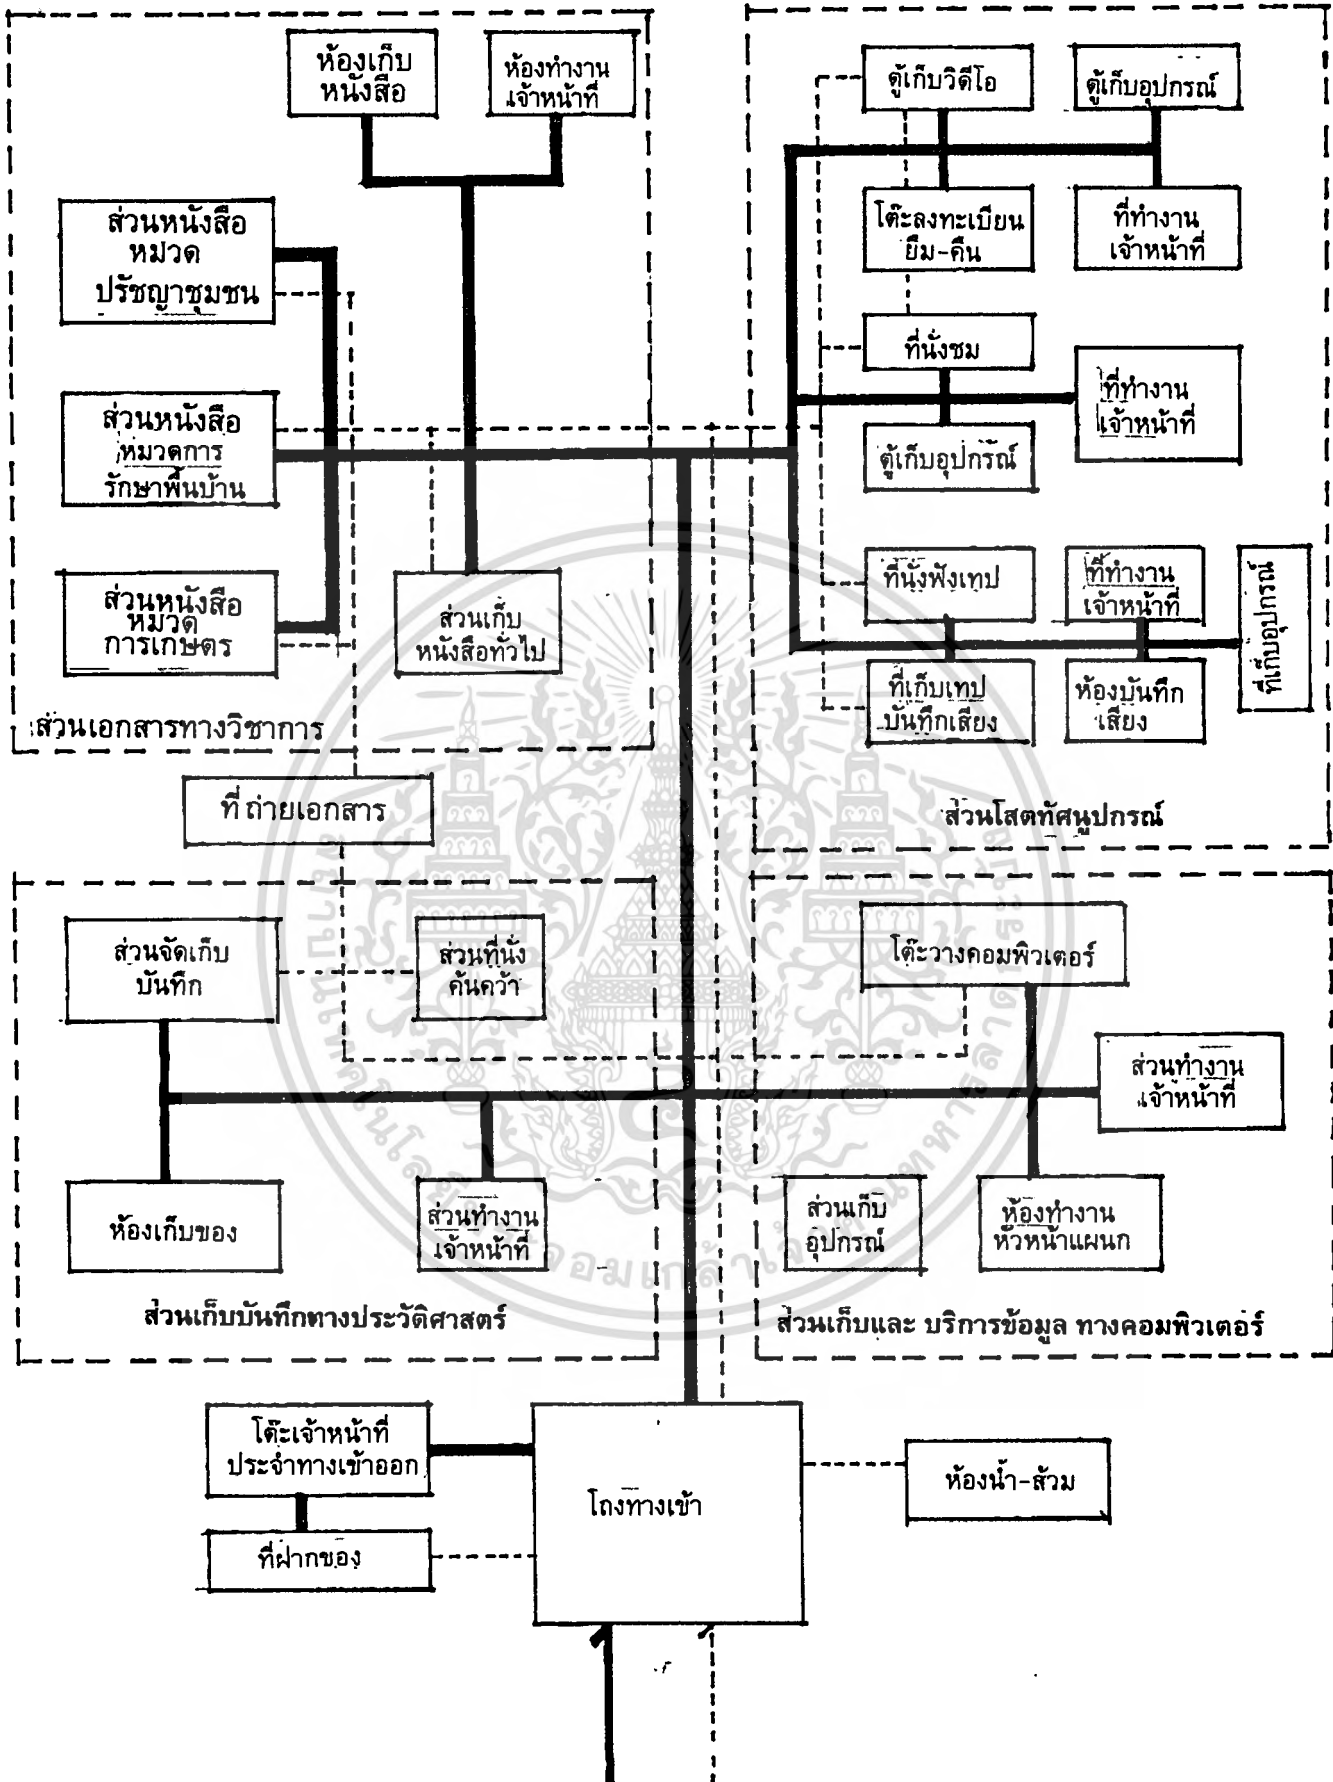 ห้องเก็บ
หนังสือ
ห้องทำงาน
เจ้าหน้าที่
ส่วนหนังสือ
หมวด
ปรัชญาชุมชน
ส่วนหนังสือ
หมวดการ
รักษาพื้นบ้าน
ส่วนหนังสือ
หมวด
การเกษตร
ส่วนเก็บ
หนังสือทั่วไป
ส่วนเอกสารทางวิชาการ
ตู้เก็บวิดีโอ
ตู้เก็บอุปกรณ์
โต๊ะลงทะเบียน
ยืม-คืน
ที่ทำงาน
เจ้าหน้าที่
ที่นั่งชม
ที่ทำงาน
เจ้าหน้าที่
ตู้เก็บอุปกรณ์
ที่นั่งฟังเทป
ที่ทำงาน
เจ้าหน้าที่
ที่เก็บอุปกรณ์
ที่เก็บเทป
บันทึกเสียง
ห้องบันทึก
เสียง
ส่วนโสตทัศนูปกรณ์
ที่ถ่ายเอกสาร
ส่วนจัดเก็บ
บันทึก
ส่วนที่นั่ง
ค้นคว้า
ห้องเก็บของ
ส่วนทำงาน
เจ้าหน้าที่
ส่วนเก็บบันทึกทางประวัติศาสตร์
โต๊ะวางคอมพิวเตอร์
ส่วนทำงาน
เจ้าหน้าที่
ส่วนเก็บ
อุปกรณ์
ห้องทำงาน
หัวหน้าแผนก
ส่วนเก็บและ บริการข้อมูล ทางคอมพิวเตอร์
โต๊ะเจ้าหน้าที่
ประจำทางเข้าออก
ที่ฝากของ
โถงทางเข้า
ห้องน้ำ-ส้วม